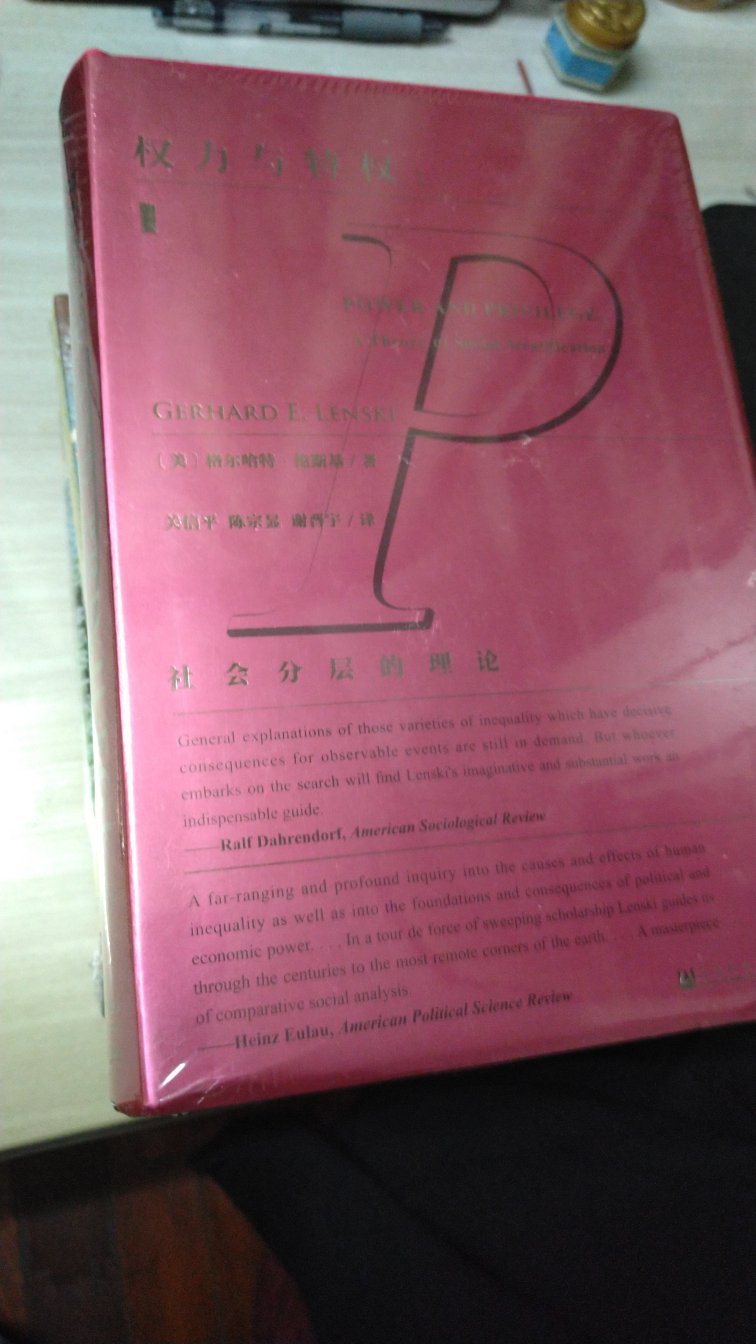 权力与特权
P
POWER AND PRIVILEGE
A Theory of Social Stratification
GERHARD E. LENSKI
〔美〕格尔哈特·伦斯基/著
关信平 陈宗显 谢晋宇/译
社会分层的理论
General explanations of those varieties of inequality which have decisive
consequences for observable events are still in demand. But whoever
embarks on the search will find Lenski's imaginative and substantial work an
indispensable guide.
——Ralf Dahrendorf, American Sociological Review
A far-ranging and profound inquiry into the causes and effects of human
inequality as well as into the foundations and consequences of political and
economic power. . . . In a tour de force of sweeping scholarship Lenski guides us
through the centuries to the most remote corners of the earth. . . . A masterpiece
of comparative social analysis.
——Heinz Eulau, American Political Science Review